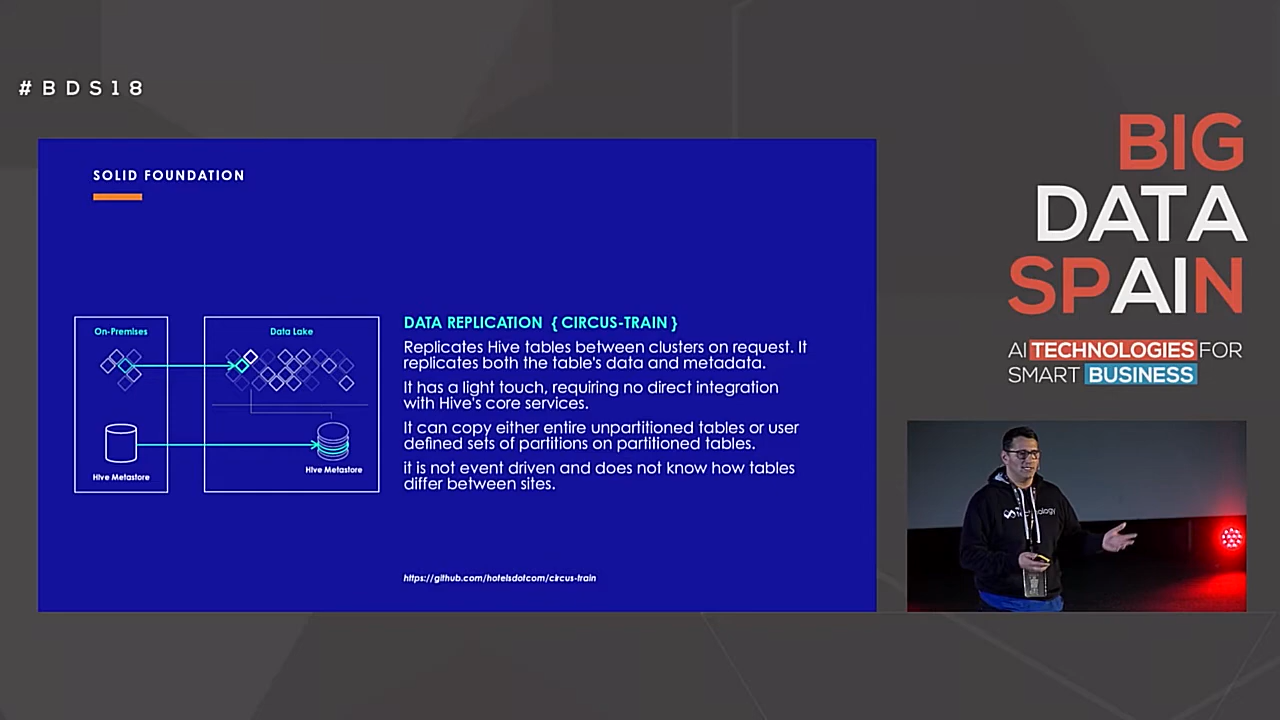 #BDS18
SOLID FOUNDATION
On-Premises
Data Lake
Hive Metastore
Hive Metastore
DATA REPLICATION { CIRCUS-TRAIN }
Replicates Hive tables between clusters on request. It
replicates both the table's data and metadata.
It has a light touch, requiring no direct integration
with Hive's core services.
It can copy either entire unpartitioned tables or user
defined sets of partitions on partitioned tables.
it is not event driven and does not know how tables
differ between sites.
https://github.com/hotelsdotcom/circus-train
BIG
DATA
SPAIN
AI TECHNOLOGIES FOR
SMART BUSINESS
technology